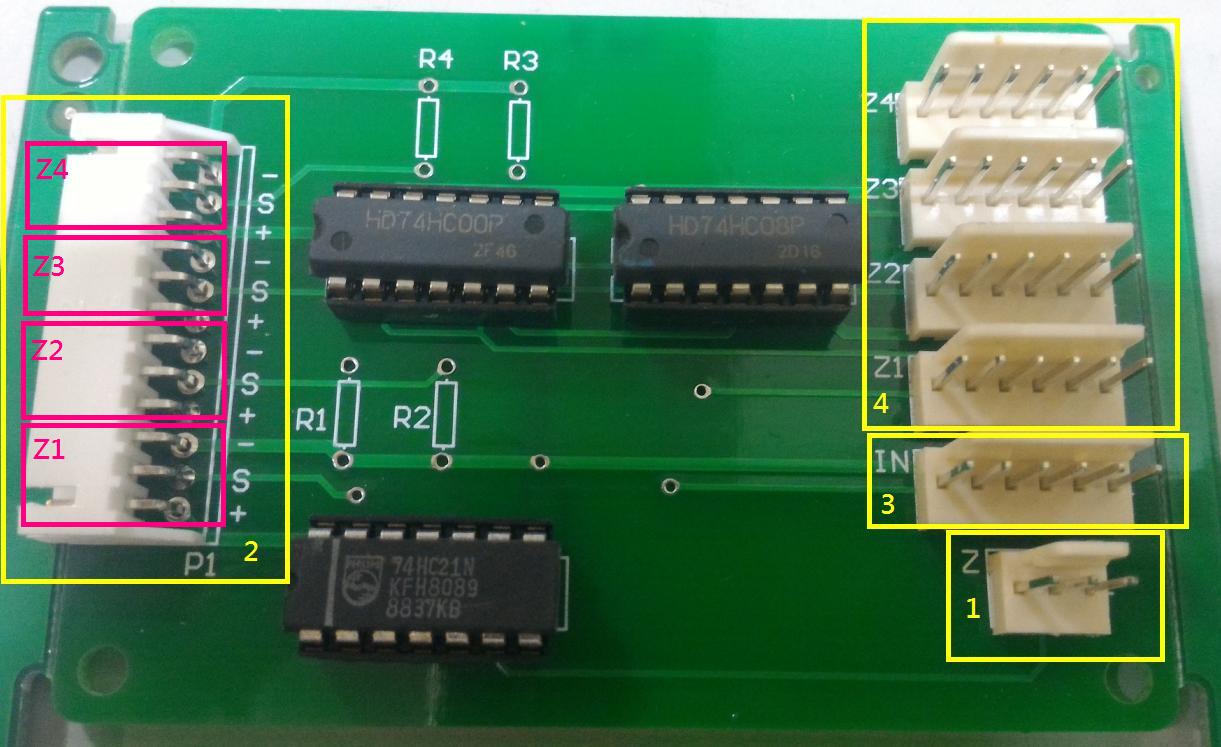 R4 R3
Z4
Z3
Z2
Z1
-
S
+
-
S
+
-
S
+
-
S
+
P1
2
HD74HC00P
2F46
HD74HC08P
2D16
R1 R2
74HC21N
KFH8089
8837KB
Z4
Z3
Z2
Z1
4
IN
3
Z
1